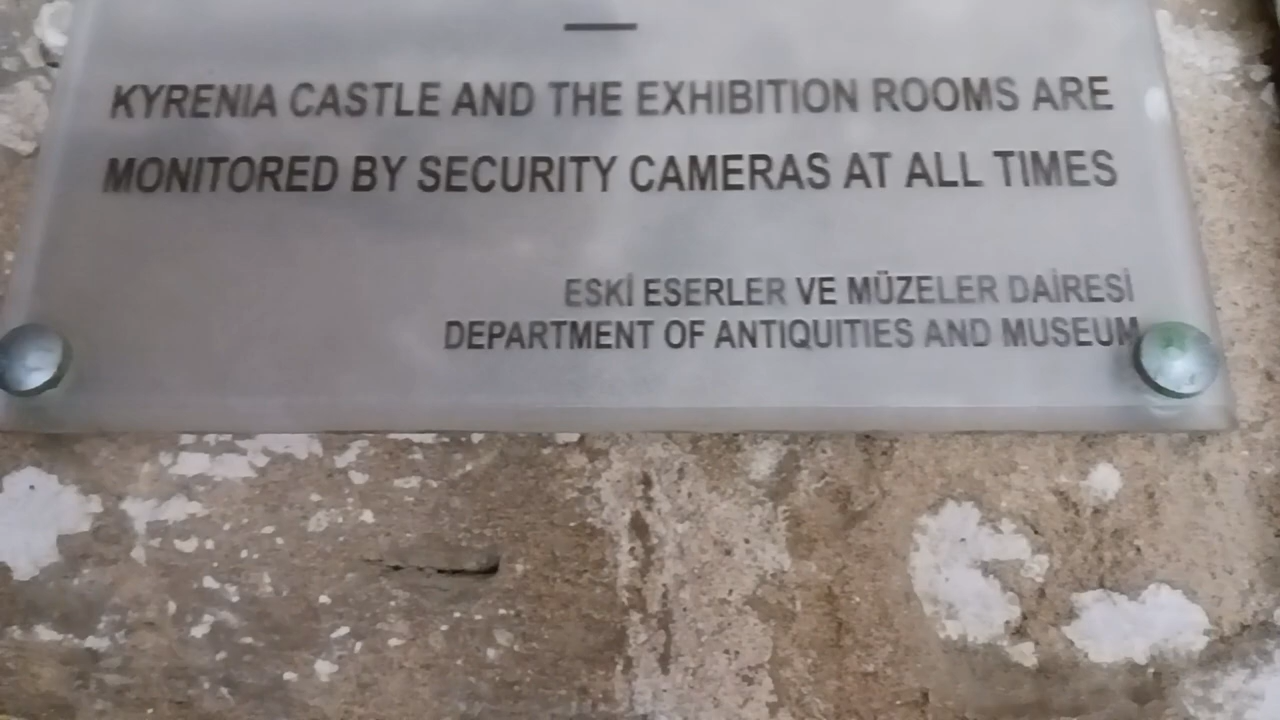 KYRENIA CASTLE AND THE EXHIBITION ROOMS ARE
MONITORED BY SECURITY CAMERAS AT ALL TIMES
ESKİ ESERLER VE MÜZELER DAİRESİ
DEPARTMENT OF ANTIQUITIES AND MUSEUM